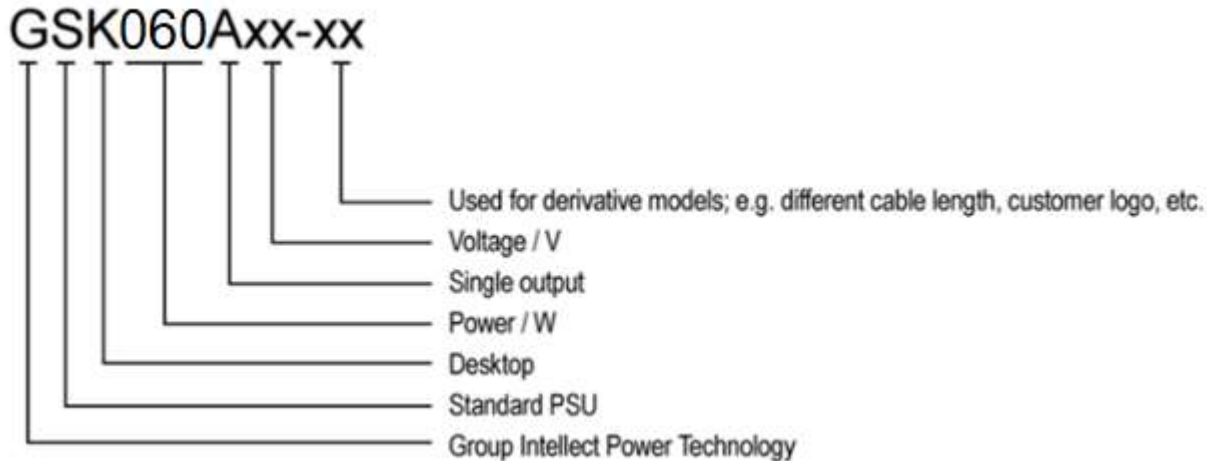 GSK060Axx-xx
Used for derivative models; e.g. different cable length, customer logo, etc.
Voltage / V
Single output
Power / W
Desktop
Standard PSU
Group Intellect Power Technology